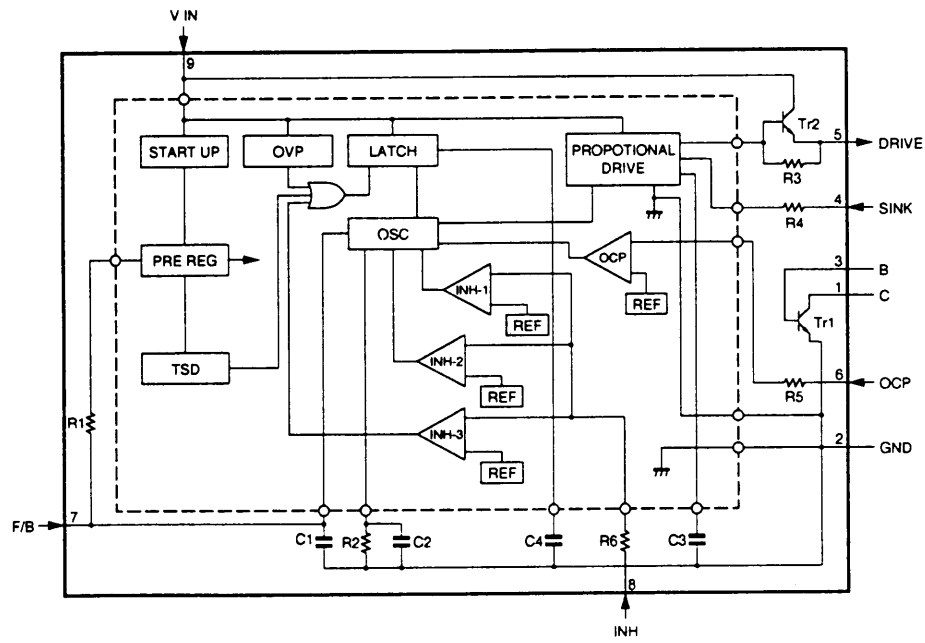 V IN
9
START UP
OVP
LATCH
PROPOTIONAL
DRIVE
Tr2
5
DRIVE
R3
4
SINK
R4
OSC
PRE REG
OCP
REF
3
B
1
C
Tr1
INH-1
REF
TSD
INH-2
REF
6
OCP
R5
R1
INH-3
REF
2
GND
F/B
7
C1
R2
C2
C4
R6
C3
8
INH